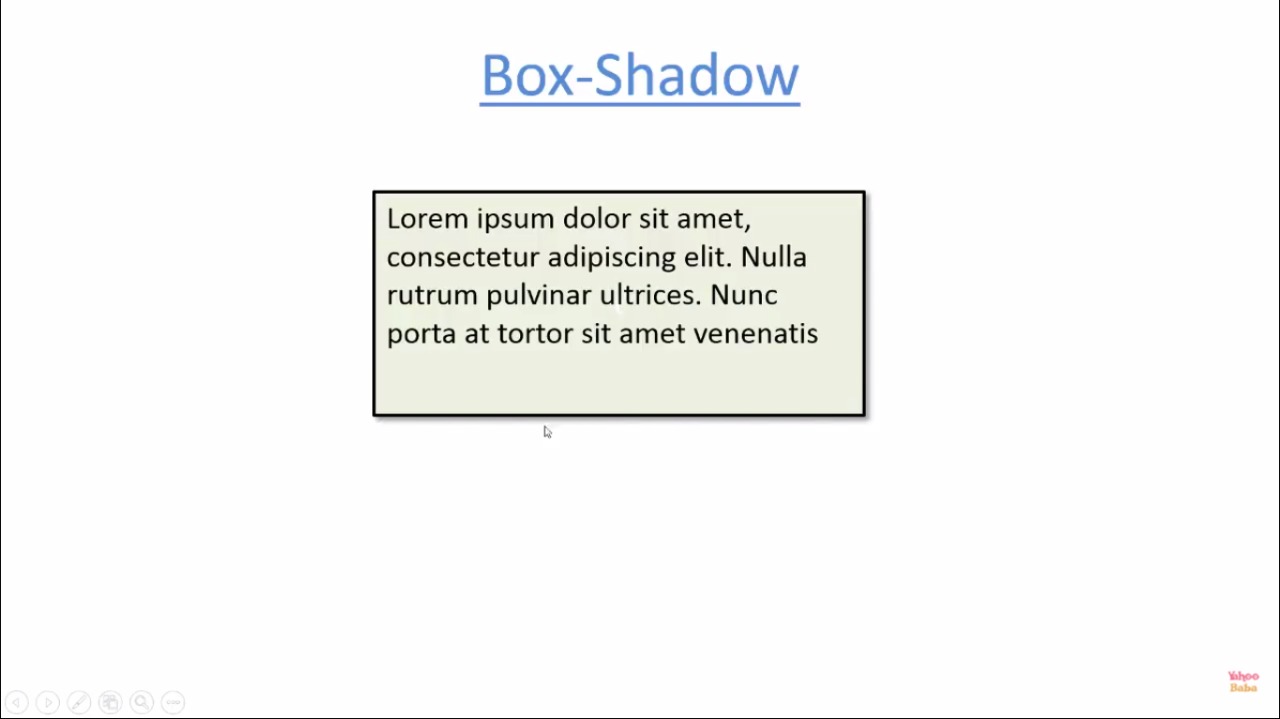 Box-Shadow
Lorem ipsum dolor sit amet,
consectetur adipiscing elit. Nulla
rutrum pulvinar ultrices. Nunc
porta at tortor sit amet venenatis
Yahoo
Baba